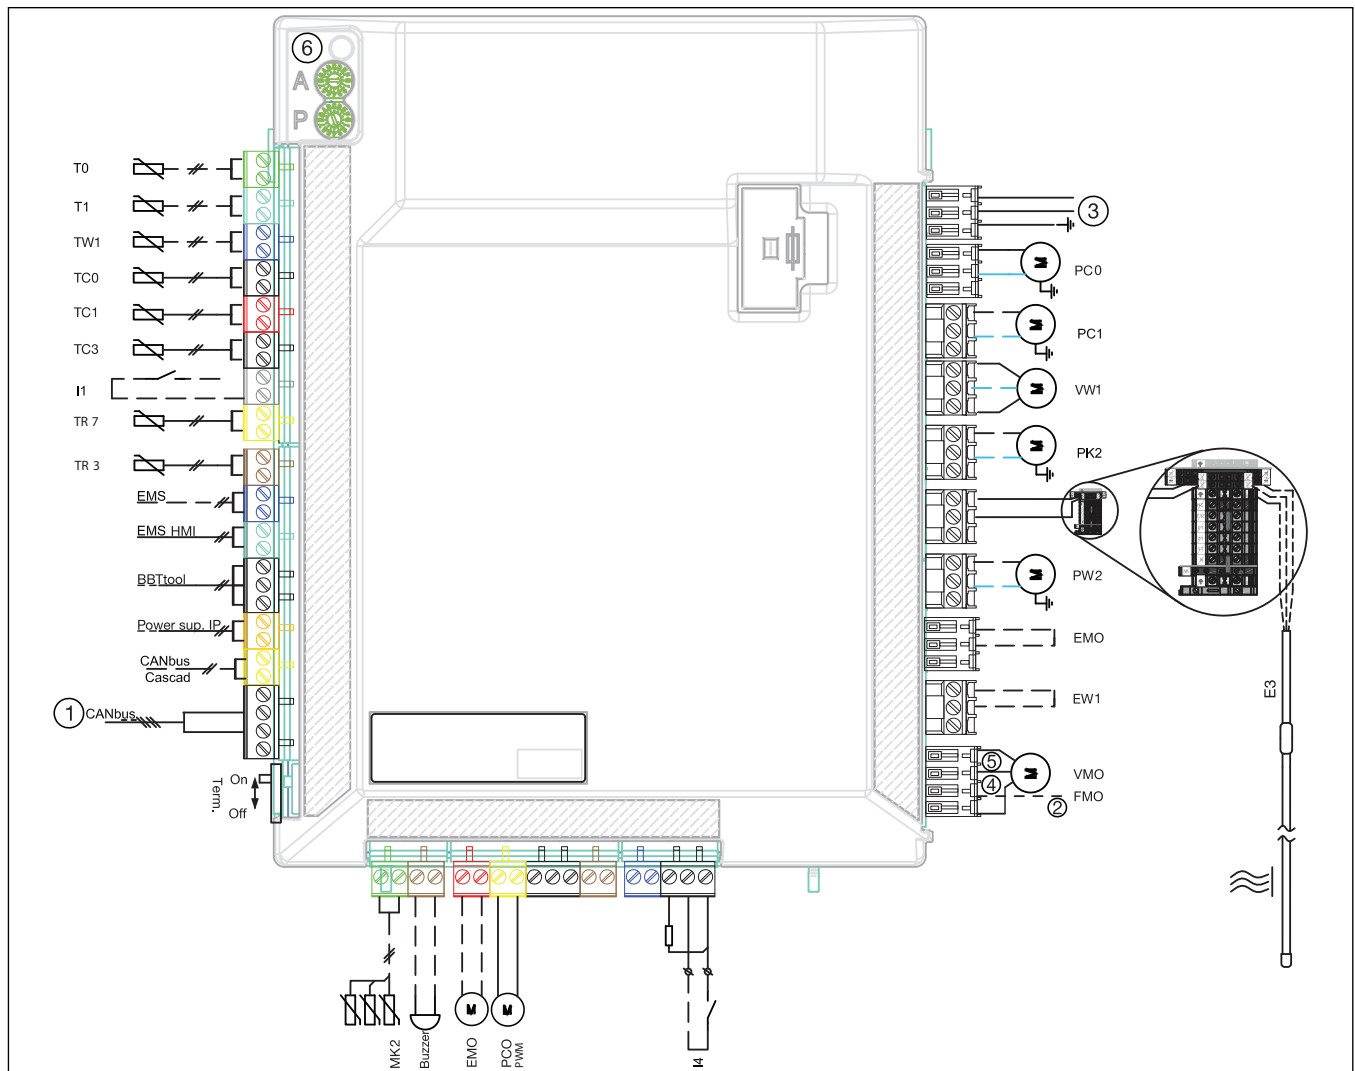 6
A
P
T0
T1
TW1
TC0
TC1
TC3
I1
TR 7
TR 3
EMS
EMS HMI
BBTtool
Power sup. IP
CANbus
Cascad
1 CANbus
On
Off
Term.
3
M PC0
M PC1
M VW1
M PK2
M PW2
EMO
EW1
5
M VMO
4
FMO
2
E3
M
M
MK2
Buzzer
EMO
PCO
PWM
I4